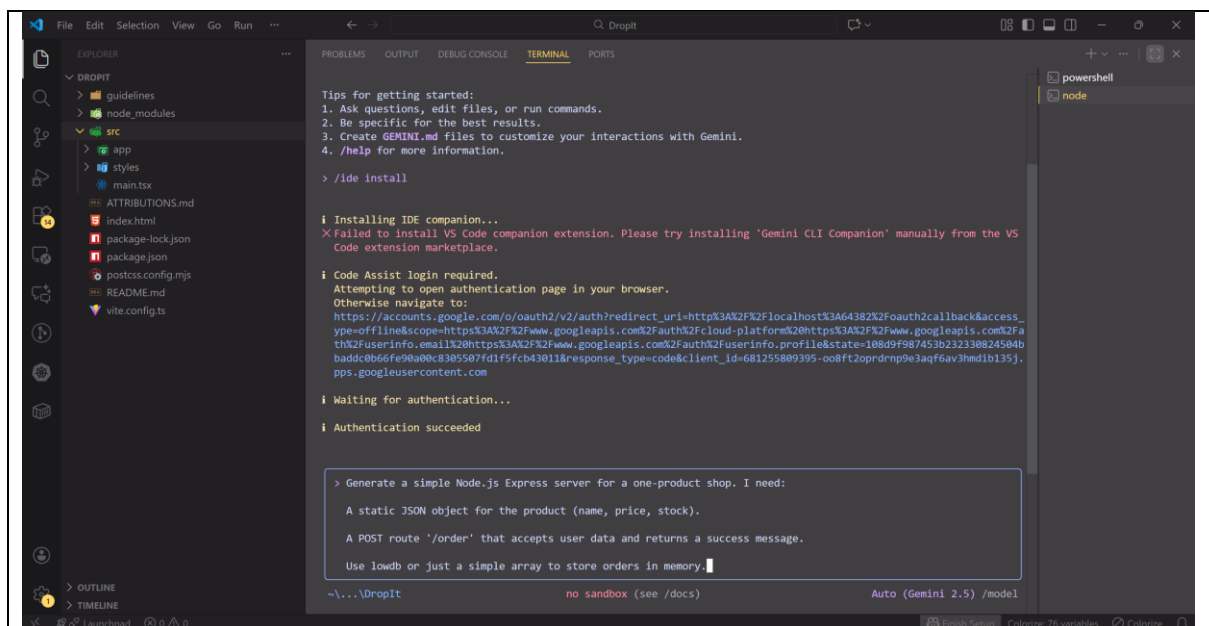 File Edit Selection View Go Run ···
DropIt
EXPLORER ···
PROBLEMS OUTPUT DEBUG CONSOLE TERMINAL PORTS
DROPIT
guidelines
node_modules
src
app
styles
main.tsx
ATTRIBUTIONS.md
index.html
package-lock.json
package.json
postcss.config.mjs
README.md
vite.config.ts
14
OUTLINE
TIMELINE
1
powershell
node
Tips for getting started:
1. Ask questions, edit files, or run commands.
2. Be specific for the best results.
3. Create GEMINI.md files to customize your interactions with Gemini.
4. /help for more information.
> /ide install
i Installing IDE companion...
✕ Failed to install VS Code companion extension. Please try installing 'Gemini CLI Companion' manually from the VS
Code extension marketplace.
i Code Assist login required.
Attempting to open authentication page in your browser.
Otherwise navigate to:
https://accounts.google.com/o/oauth2/v2/auth?redirect_uri=http%3A%2F%2Flocalhost%3A64382%2Foauth2callback&access_
ype=offline&scope=https%3A%2F%2Fwww.googleapis.com%2Fauth%2Fcloud-platform%20https%3A%2F%2Fwww.googleapis.com%2Fa
th%2Fuserinfo.email%20https%3A%2F%2Fwww.googleapis.com%2Fauth%2Fuserinfo.profile&state=108d9f987453b232330824504b
baddc0b66fe90a00c8305507fd1f5fcb43011&response_type=code&client_id=681255809395-oo8ft2oprdrnp9e3aqf6av3hmdib135j.
pps.googleusercontent.com
i Waiting for authentication...
i Authentication succeeded
> Generate a simple Node.js Express server for a one-product shop. I need:
A static JSON object for the product (name, price, stock).
A POST route '/order' that accepts user data and returns a success message.
Use lowdb or just a simple array to store orders in memory.
~\...\DropIt no sandbox (see /docs) Auto (Gemini 2.5) /model
Launchpad 0 0 Finish Setup Colorize: 76 variables Colorize